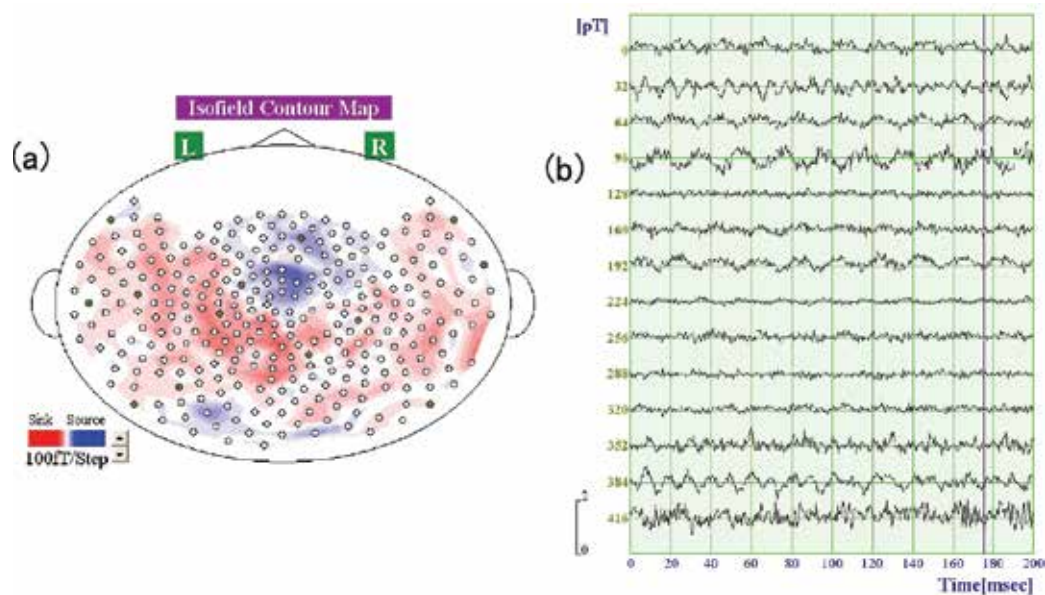 (a)
Isofield Contour Map
L R
Sink Source
100fT/Step
(b)
[pT]
0
32
64
96
128
160
192
224
256
288
320
352
384
416
2
0
0 20 40 60 80 100 120 140 160 180 200
Time[msec]